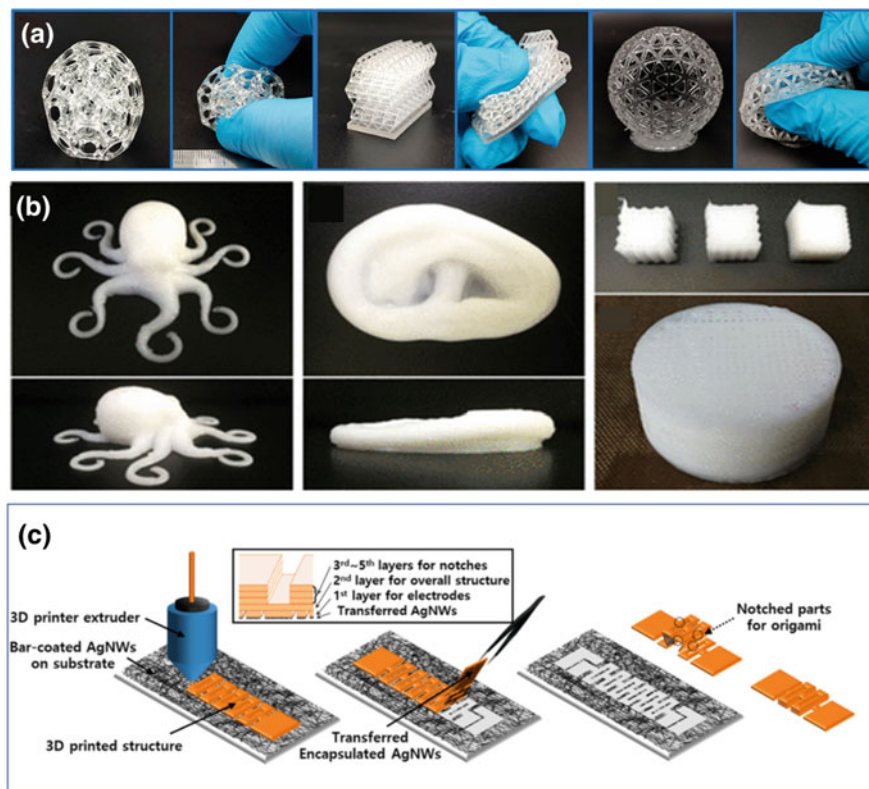 (a)
(b)
(c)
3rd~5th layers for notches
2nd layer for overall structure
1st layer for electrodes
Transferred AgNWs
3D printer extruder
Bar-coated AgNWs
on substrate
3D printed structure
Transferred
Encapsulated AgNWs
Notched parts
for origami